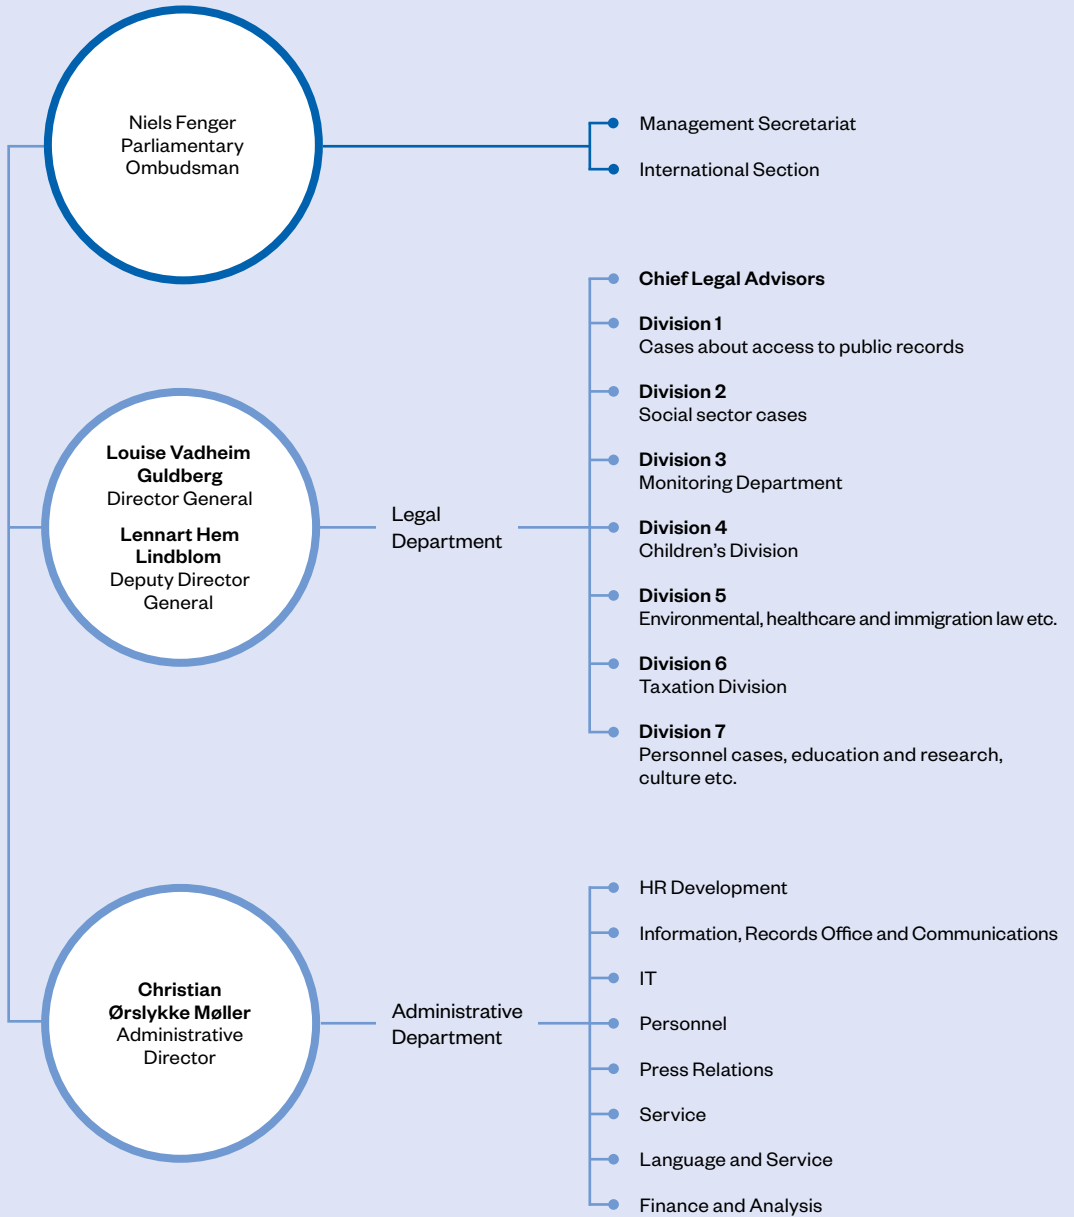 Niels Fenger
Parliamentary
Ombudsman
Management Secretariat
International Section
Louise Vadheim
Guldberg
Director General
Lennart Hem
Lindblom
Deputy Director
General
Legal
Department
Chief Legal Advisors
Division 1
Cases about access to public records
Division 2
Social sector cases
Division 3
Monitoring Department
Division 4
Children’s Division
Division 5
Environmental, healthcare and immigration law etc.
Division 6
Taxation Division
Division 7
Personnel cases, education and research,
culture etc.
Christian
Ørslykke Møller
Administrative
Director
Administrative
Department
HR Development
Information, Records Office and Communications
IT
Personnel
Press Relations
Service
Language and Service
Finance and Analysis